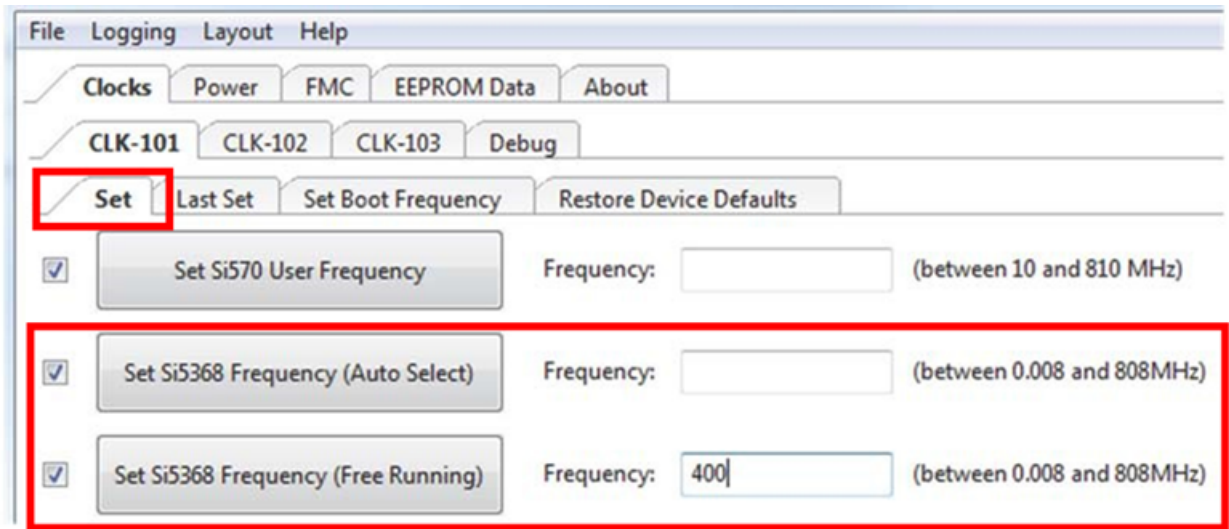 File Logging Layout Help
Clocks Power FMC EEPROM Data About
CLK-101 CLK-102 CLK-103 Debug
Set Last Set Set Boot Frequency Restore Device Defaults
Set Si570 User Frequency Frequency: (between 10 and 810 MHz)
Set Si5368 Frequency (Auto Select) Frequency: (between 0.008 and 808MHz)
Set Si5368 Frequency (Free Running) Frequency: 400 (between 0.008 and 808MHz)